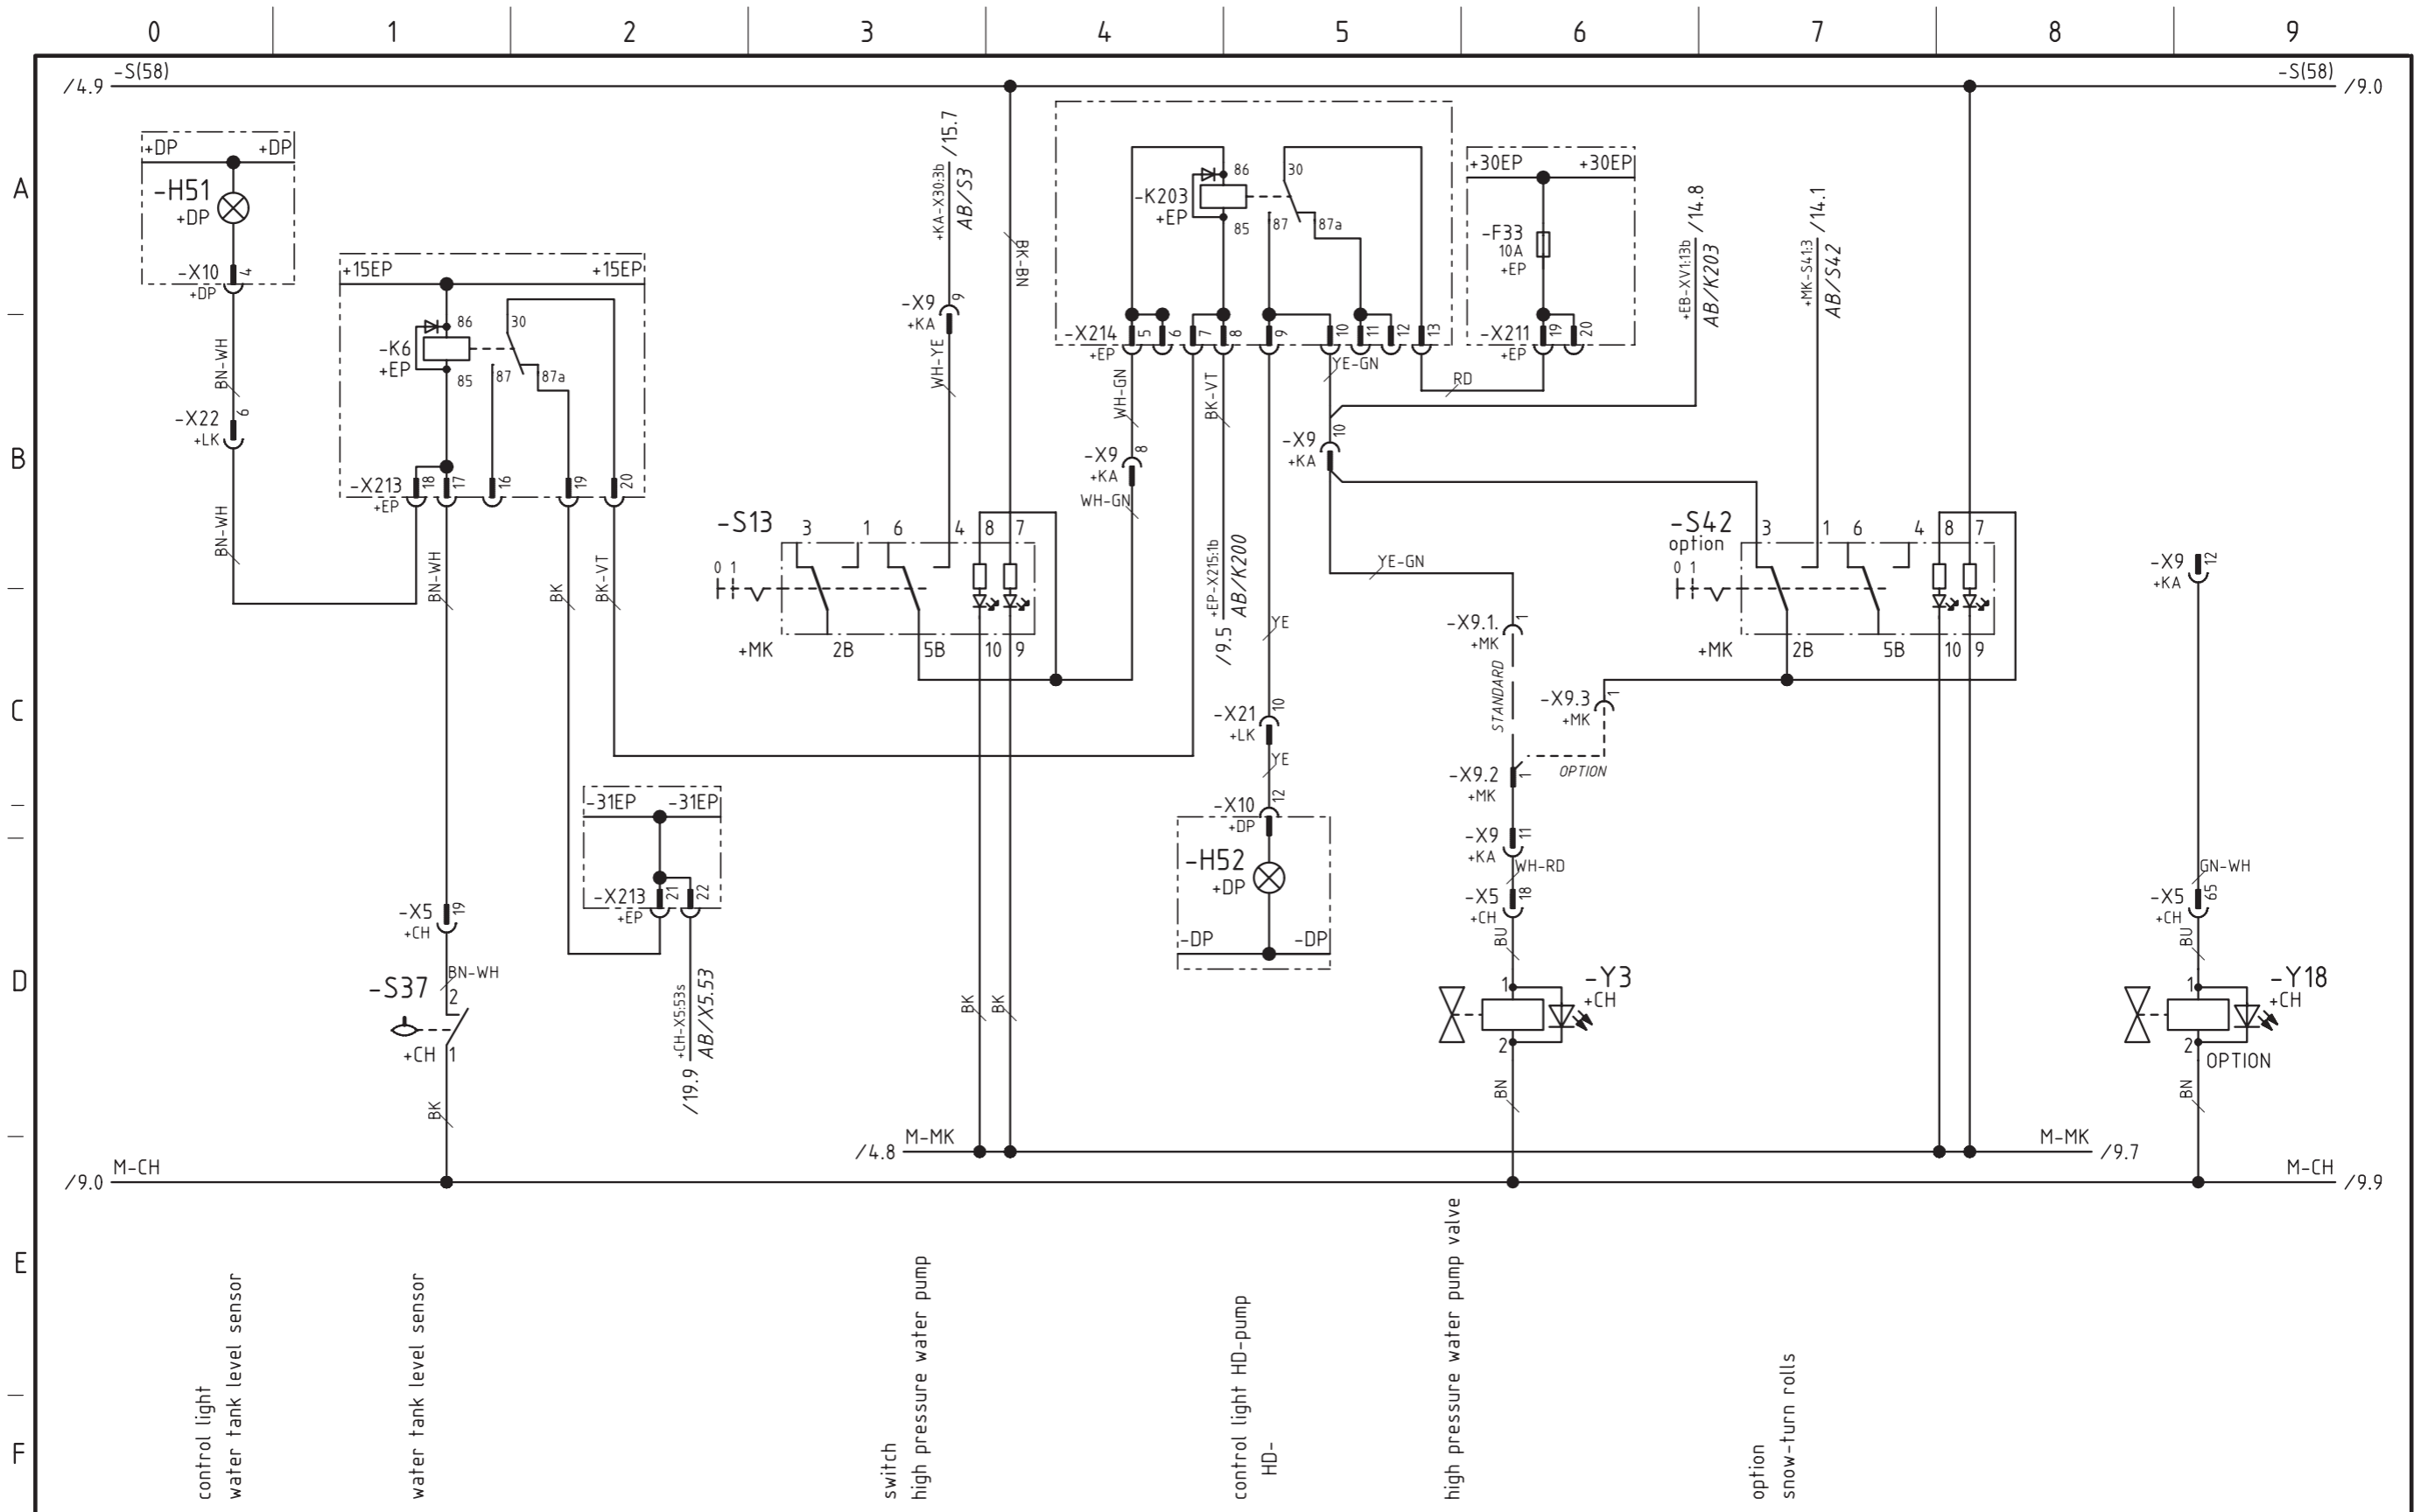 0 1 2 3 4 5 6 7 8 9
A
B
C
D
E
F
/4.9 -S(58)
-S(58) /9.0
+DP +DP
-H51
+DP
-X10 4
+DP
BN-WH
-X22 6
+LK
BN-WH
+15EP +15EP
-K6
+EP
86
85
30
87
87a
-X213 18 17 16 19 20
+EP
BN-WH
BK
BK-VT
-31EP -31EP
-X213 21 22
+EP
+CH-X5:53s
AB/X5.53
/19.9
-X5 19
+CH
BN-WH
-S37 2
+CH 1
BK
+KA-X30:3b /15.7
AB/S3
BK-BN
-X9 9
+KA
WH-YE
-S13 3 1 6 4 8 7
0 1
+MK 2B 5B 10 9
BK
BK
-K203
+EP
86
85
30
87
87a
-X214 5 6 7 8 9 10 11 12 13
+EP
WH-GN
-X9 8
+KA
WH-GN
BK-VT
+EP-X215:1b
AB/K200
/9.5
YE
-X21 10
+LK
YE
-X10 12
+DP
-H52
+DP
-DP -DP
YE-GN
RD
-X9 10
+KA
YE-GN
+30EP +30EP
-F33
10A
+EP
-X211 19 20
+EP
+EB-XV1:13b /14.8
AB/K203
+MK-S41:3 /14.1
AB/S42
-X9.1. 1
+MK
STANDARD
-X9.3 1
+MK
OPTION
-X9.2 1
+MK
-X9 11
+KA
WH-RD
-X5 18
+CH
BU
-Y3
+CH
1
2
BN
-S42 3 1 6 4 8 7
option
0 1
+MK 2B 5B 10 9
-X9 12
+KA
GN-WH
-X5 65
+CH
BU
-Y18
+CH
1
2
OPTION
BN
/4.8 M-MK
M-MK /9.7
/9.0 M-CH
M-CH /9.9
control light
water tank level sensor
water tank level sensor
switch
high pressure water pump
control light HD-pump
HD-
high pressure water pump valve
option
snow-turn rolls